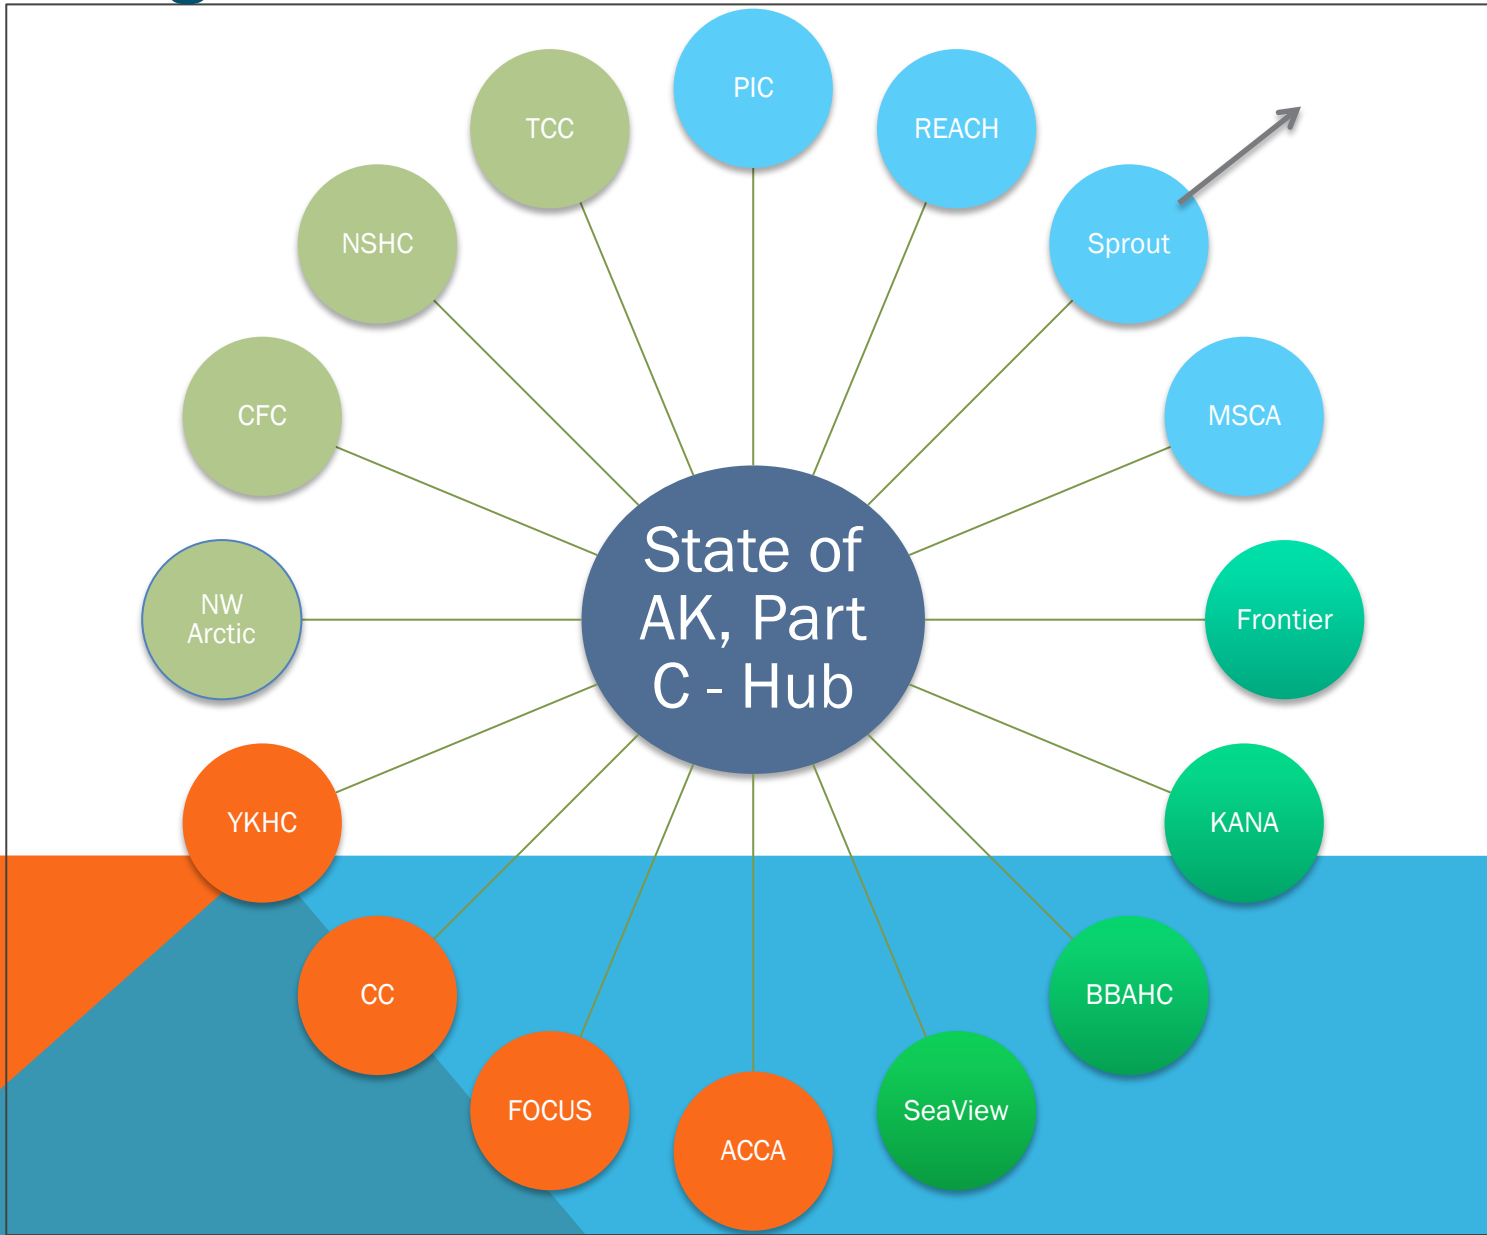 PIC
TCC
REACH
NSHC
Sprout
CFC
MSCA
State of
AK, Part
C - Hub
NW
Arctic
Frontier
YKHC
KANA
CC
BBAHC
FOCUS
SeaView
ACCA